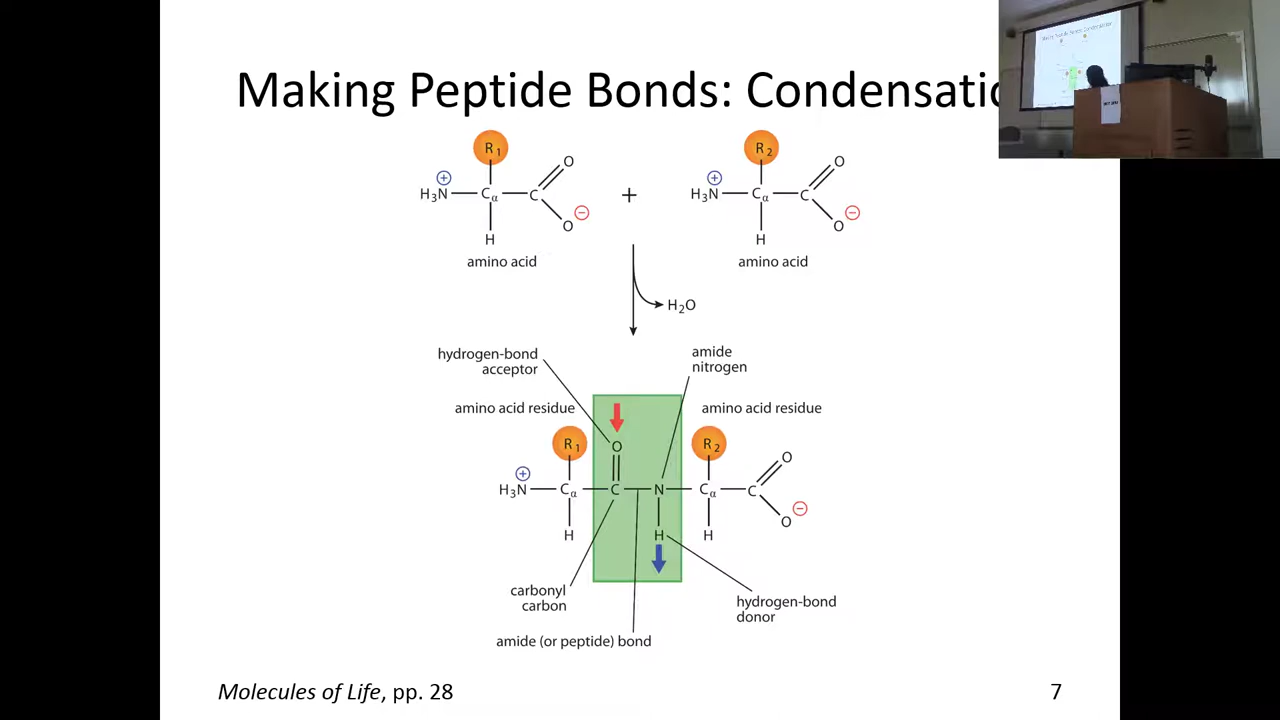 Making Peptide Bonds: Condensatio
R1
R2
O
O
H3N
Cα
C
+
H3N
Cα
C
O
O
H
H
amino acid
amino acid
H2O
hydrogen-bond
acceptor
amide
nitrogen
amino acid residue
amino acid residue
R1
O
R2
O
H3N
Cα
C
N
Cα
C
O
H
H
H
carbonyl
carbon
hydrogen-bond
donor
amide (or peptide) bond
Molecules of Life, pp. 28
7